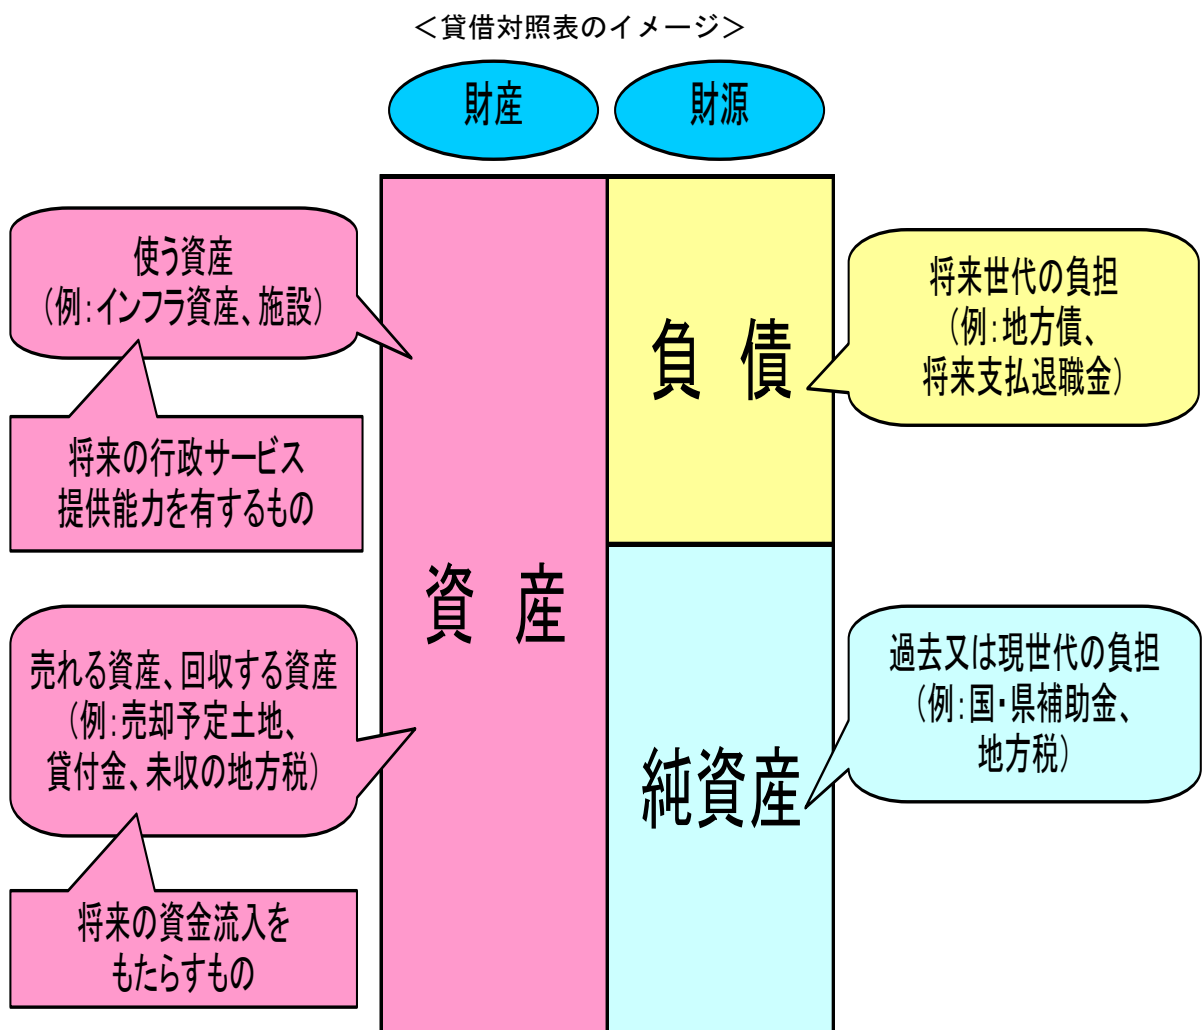 ＜貸借対照表のイメージ＞
財産
財源
使う資産
（例：インフラ資産、施設）
将来の行政サービス
提供能力を有するもの
売れる資産、回収する資産
（例：売却予定土地、
貸付金、未収の地方税）
将来の資金流入を
もたらすもの
資　産
負　債
純資産
将来世代の負担
（例：地方債、
将来支払退職金）
過去又は現世代の負担
（例：国・県補助金、
地方税）